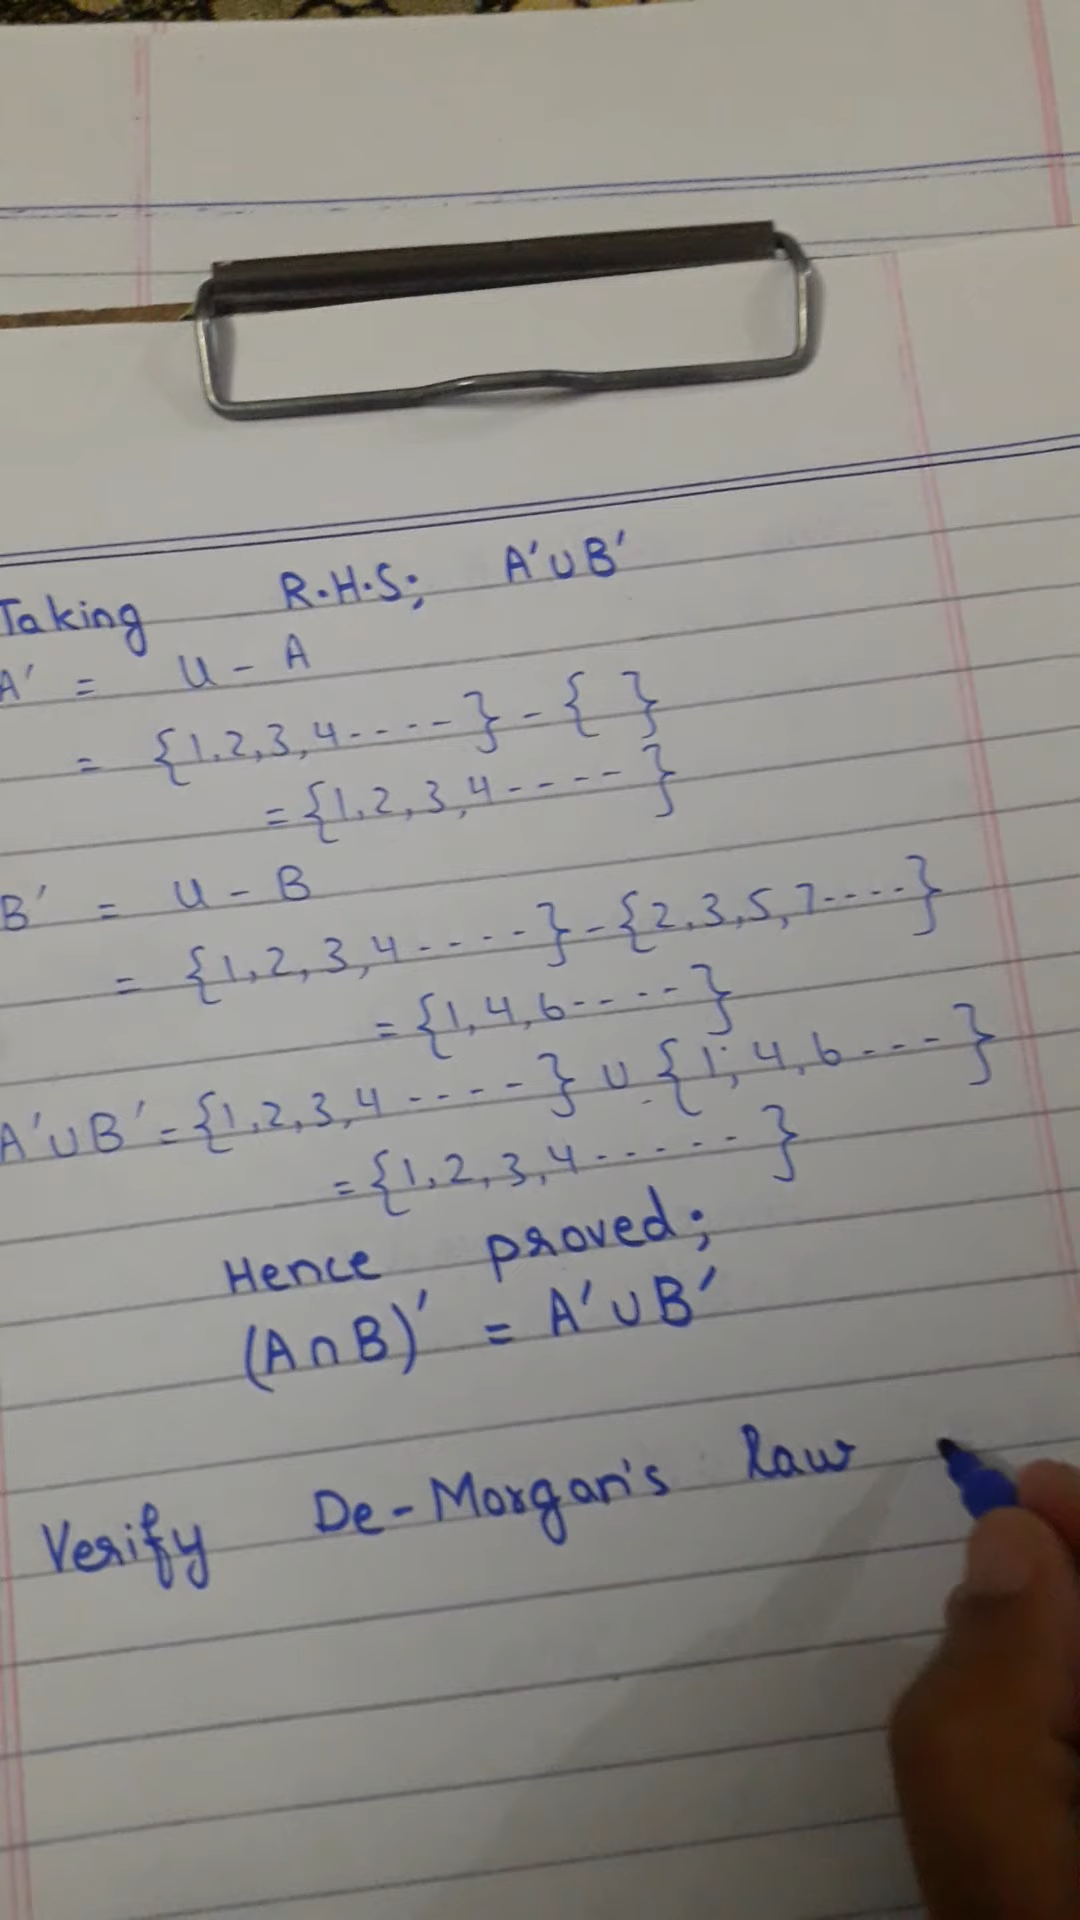 Taking R.H.S; A'∪B'
A' = U - A
= {1,2,3,4-----} - { }
= {1,2,3,4-----}
B' = U - B
= {1,2,3,4-----} - {2,3,5,7----}
= {1,4,6----}
A'∪B' = {1,2,3,4-----} ∪ {1,4,6---}
= {1,2,3,4-----}
Hence proved;
(A∩B)' = A'∪B'
Verify De-Morgan's law